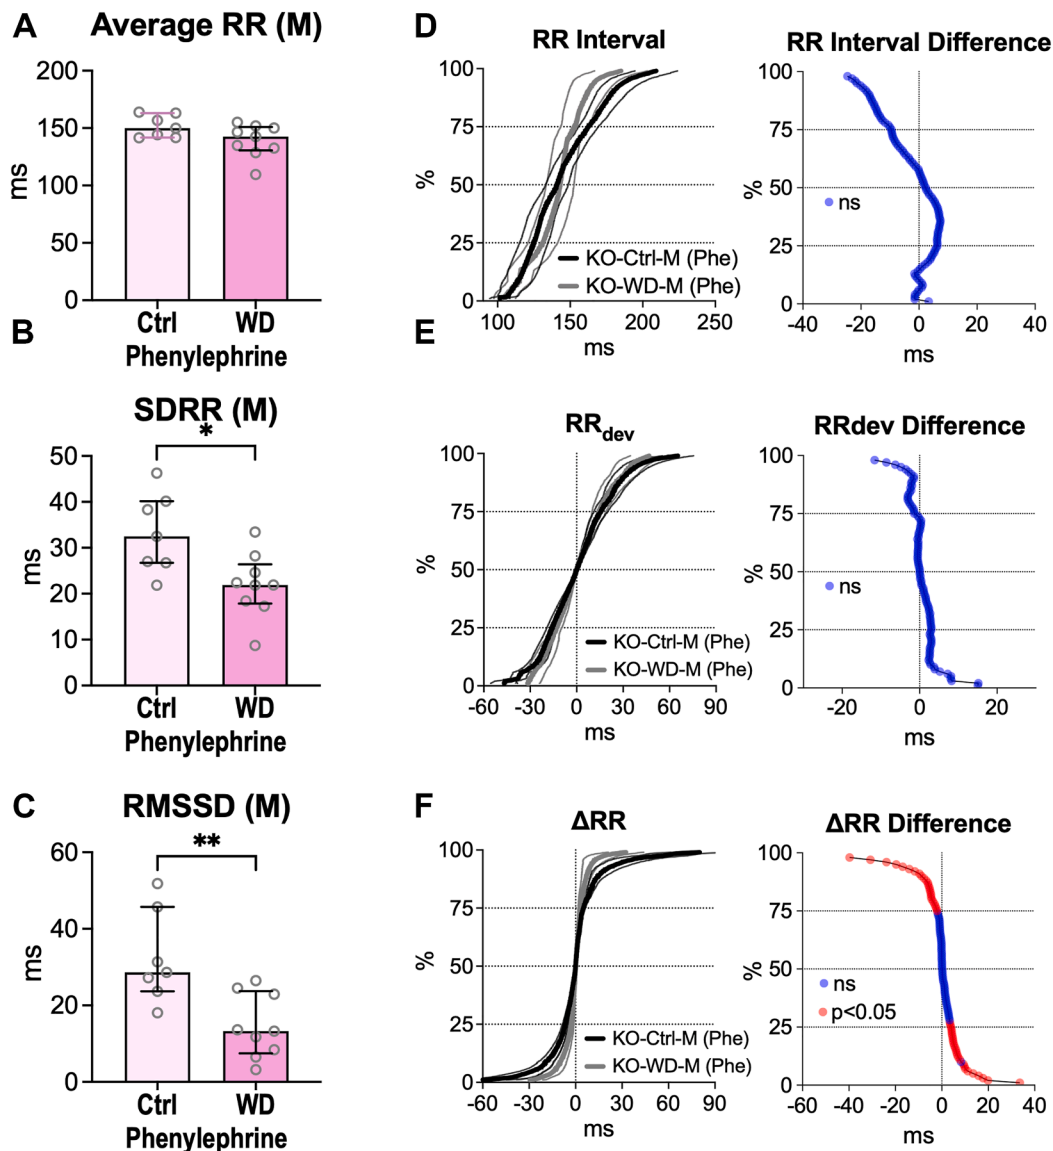 A
Average RR (M)
200
150
100
50
0
ms
Ctrl WD
Phenylephrine
D
RR Interval
100
75
50
25
0
%
KO-Ctrl-M (Phe)
KO-WD-M (Phe)
100 150 200 250
ms
RR Interval Difference
100
75
50
25
0
%
ns
-40 -20 0 20 40
ms
B
SDRR (M)
*
50
40
30
20
10
0
ms
Ctrl WD
Phenylephrine
E
RRdev
100
75
50
25
0
%
KO-Ctrl-M (Phe)
KO-WD-M (Phe)
-60 -30 0 30 60 90
ms
RRdev Difference
100
75
50
25
0
%
ns
-20 0 20
ms
C
RMSSD (M)
**
60
40
20
0
ms
Ctrl WD
Phenylephrine
F
ΔRR
100
75
50
25
0
%
KO-Ctrl-M (Phe)
KO-WD-M (Phe)
-60 -30 0 30 60 90
ms
ΔRR Difference
100
75
50
25
0
%
ns
p<0.05
-60 -40 -20 0 20 40
ms